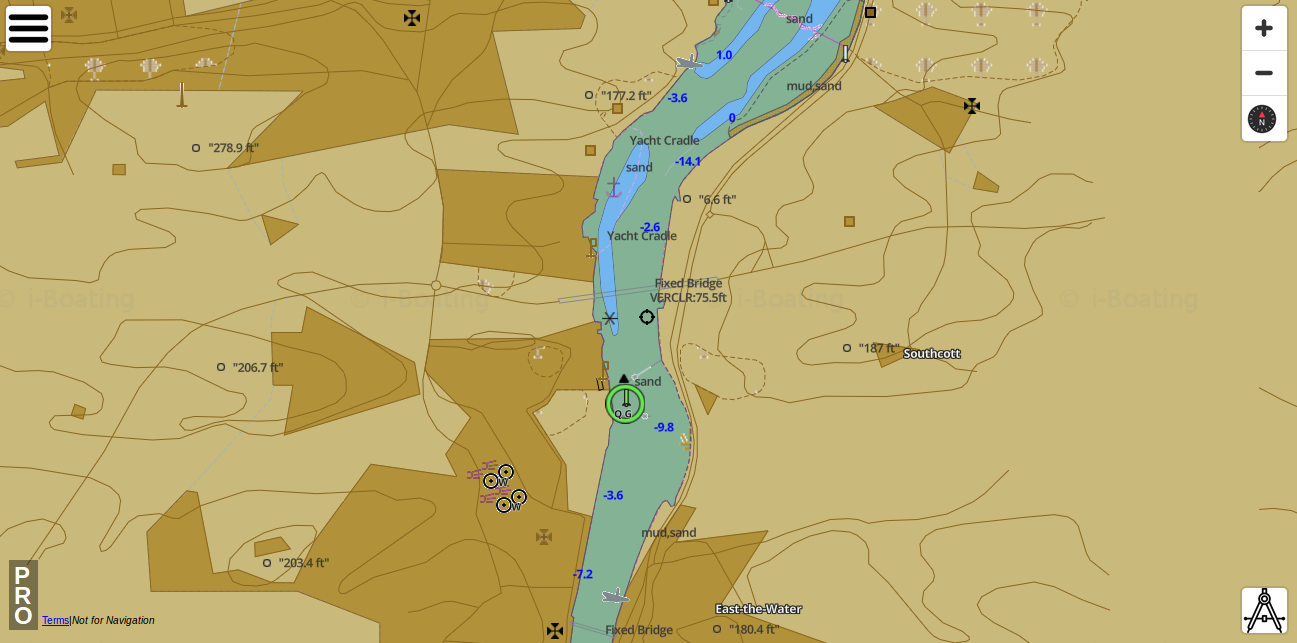 sand
1.0
mud,sand
"177.2 ft"
-3.6
0
Yacht Cradle
"278.9 ft"
-14.1
sand
"6.6 ft"
-2.6
Yacht Cradle
Fixed Bridge
VERCLR:75.5ft
© i-Boating
© i-Boating
© i-Boating
© i-Boating
"187 ft"
Southcott
"206.7 ft"
sand
Q_G
-9.8
W
-3.6
W
mud,sand
"203.4 ft"
-7.2
PRO
East-the-Water
Terms|Not for Navigation
Fixed Bridge
"180.4 ft"
N